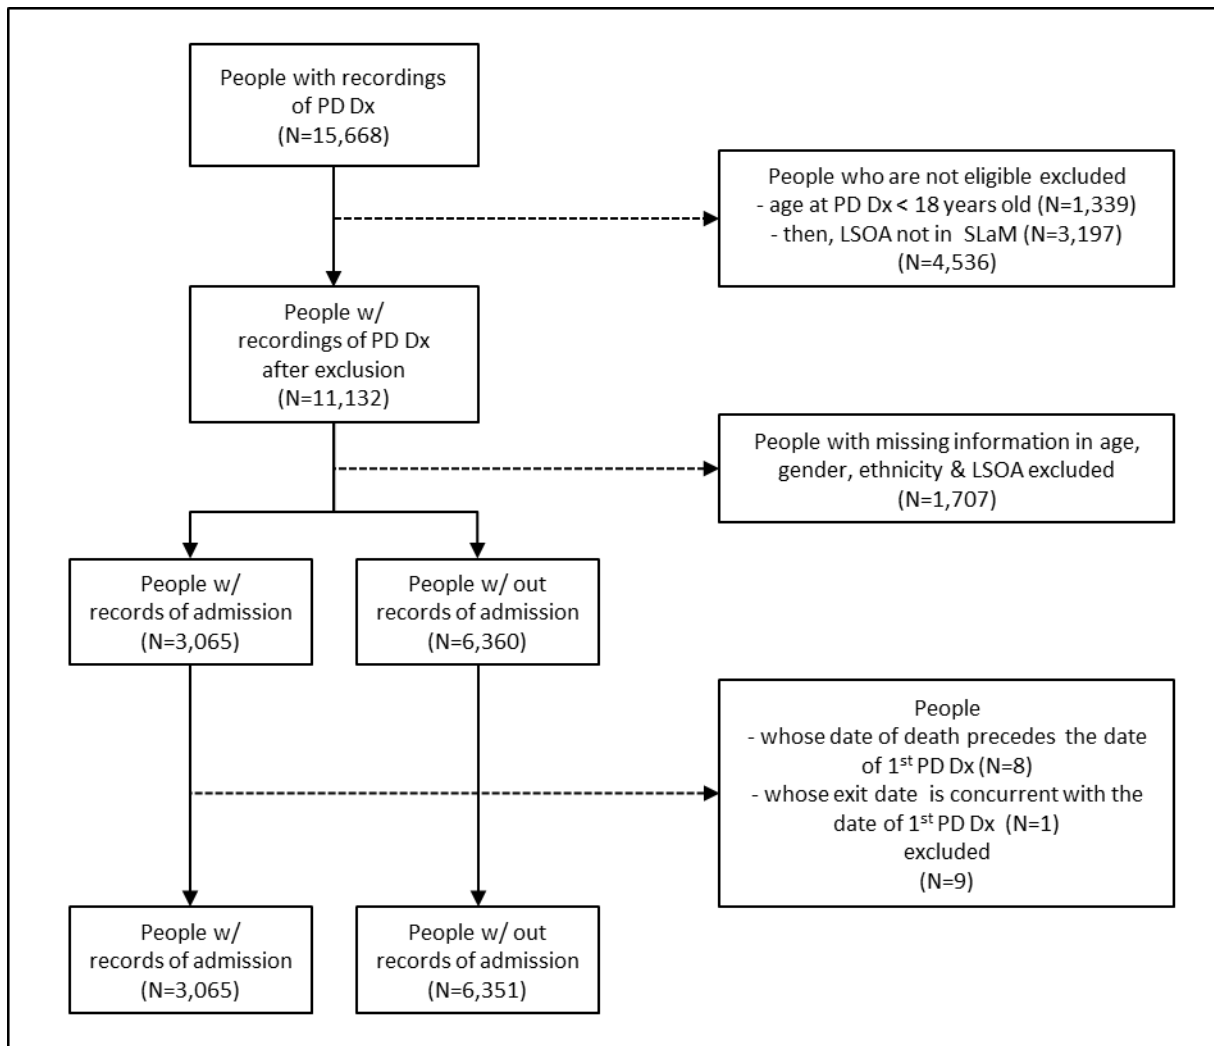 People with recordings
of PD Dx
(N=15,668)
People who are not eligible excluded
- age at PD Dx < 18 years old (N=1,339)
- then, LSOA not in SLaM (N=3,197)
(N=4,536)
People w/
recordings of PD Dx
after exclusion
(N=11,132)
People with missing information in age,
gender, ethnicity & LSOA excluded
(N=1,707)
People w/
records of admission
(N=3,065)
People w/ out
records of admission
(N=6,360)
People
- whose date of death precedes the date
of 1st PD Dx (N=8)
- whose exit date is concurrent with the
date of 1st PD Dx (N=1)
excluded
(N=9)
People w/
records of admission
(N=3,065)
People w/ out
records of admission
(N=6,351)